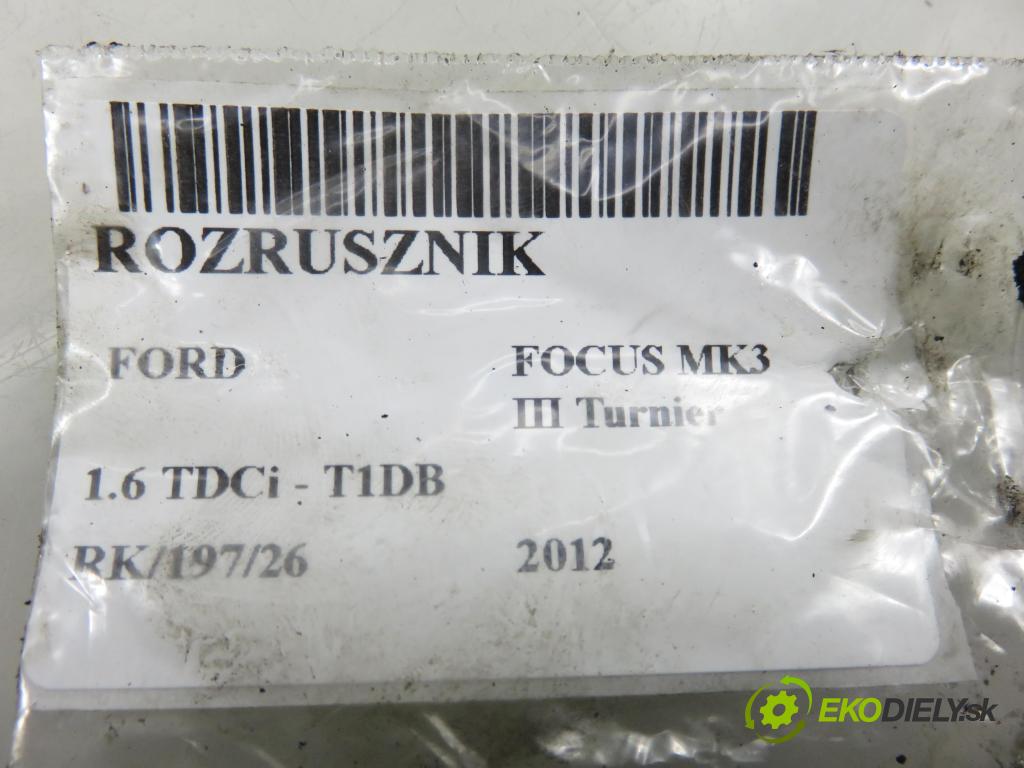 ROZRUSZNIK
FORD FOCUS MK3
III Turnier
1.6 TDCi - T1DB
RK/197/26 2012
EKODIELY.sk